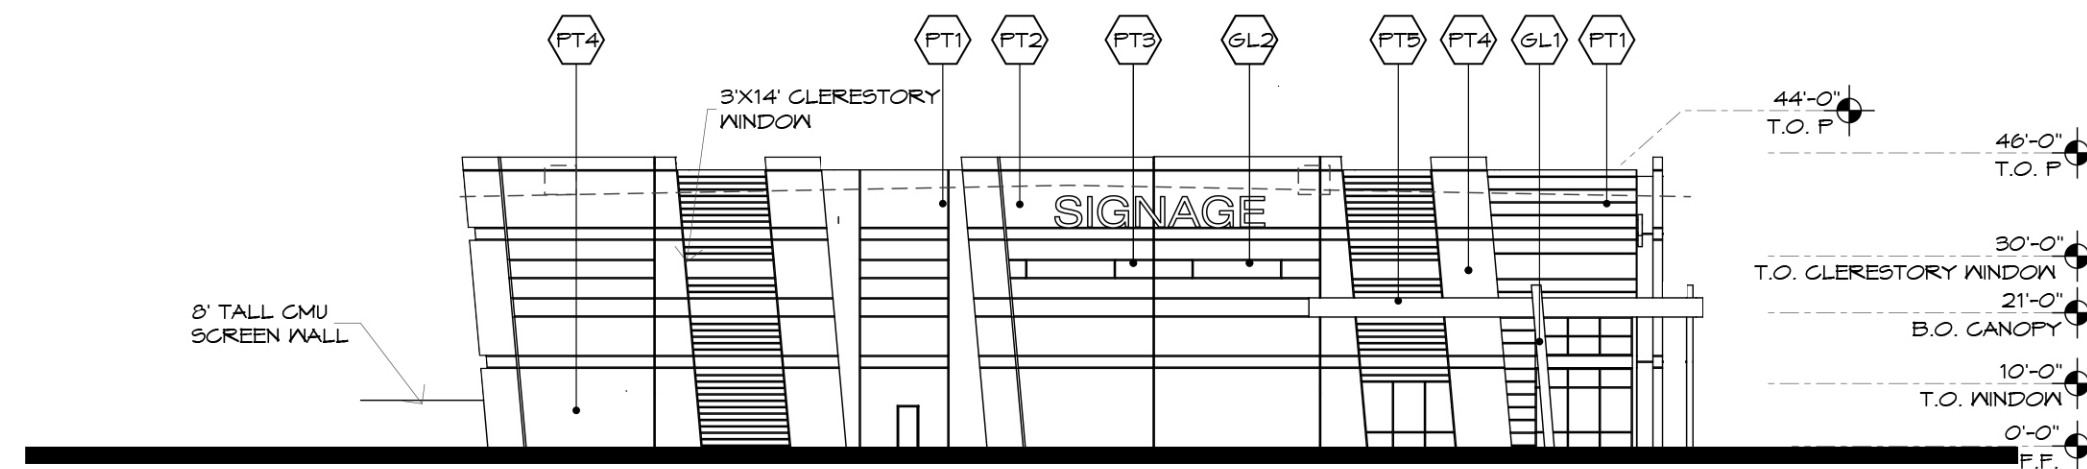 PT4
PT1
PT2
PT3
GL2
PT5
PT4
GL1
PT1
3'X14' CLERESTORY
WINDOW
44'-0"
T.O. P
46'-0"
T.O. P
SIGNAGE
30'-0"
T.O. CLERESTORY WINDOW
21'-0"
B.O. CANOPY
8' TALL CMU
SCREEN WALL
10'-0"
T.O. WINDOW
0'-0"
F.F.